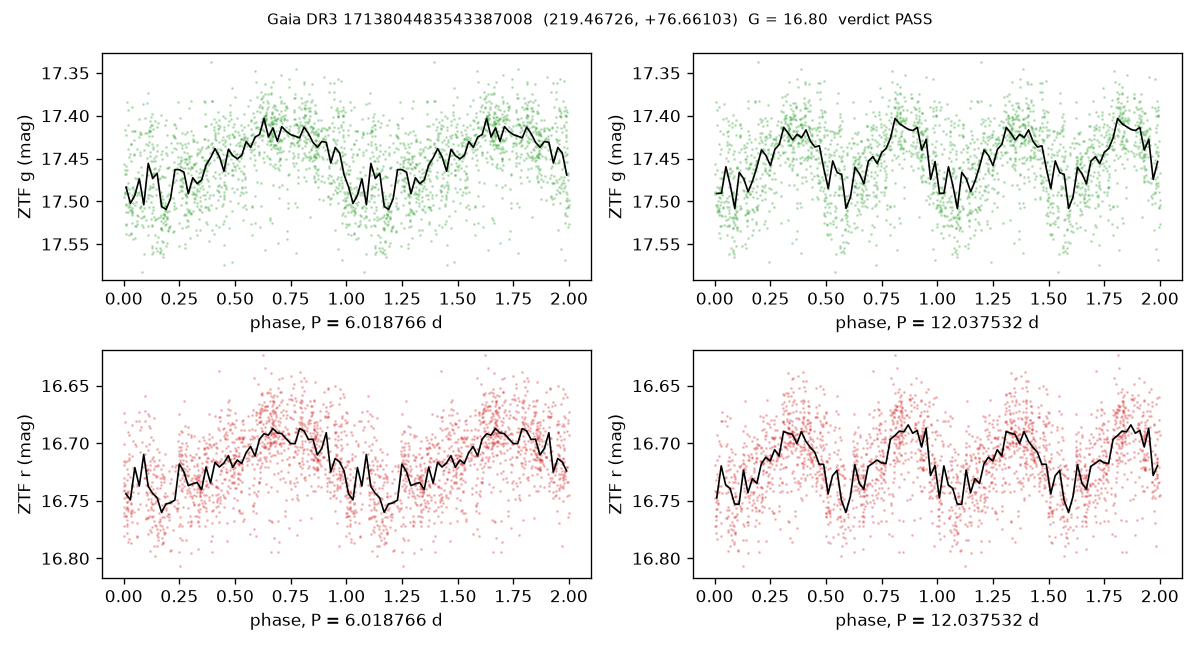 Gaia DR3 1713804483543387008 (219.46726, +76.66103) G = 16.80 verdict PASS
17.35
17.40
17.45
17.50
17.55
ZTF g (mag)
0.00 0.25 0.50 0.75 1.00 1.25 1.50 1.75 2.00
phase, P = 6.018766 d
17.35
17.40
17.45
17.50
17.55
ZTF g (mag)
0.00 0.25 0.50 0.75 1.00 1.25 1.50 1.75 2.00
phase, P = 12.037532 d
16.65
16.70
16.75
16.80
ZTF r (mag)
0.00 0.25 0.50 0.75 1.00 1.25 1.50 1.75 2.00
phase, P = 6.018766 d
16.65
16.70
16.75
16.80
ZTF r (mag)
0.00 0.25 0.50 0.75 1.00 1.25 1.50 1.75 2.00
phase, P = 12.037532 d